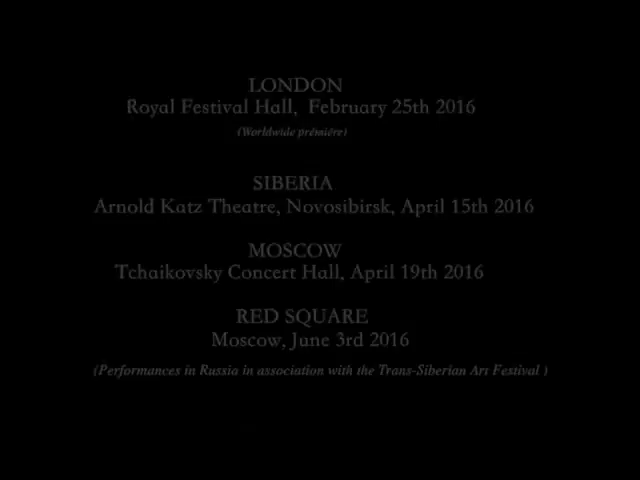 LONDON
Royal Festival Hall, February 25th 2016
(Worldwide prémiére)
SIBERIA
Arnold Katz Theatre, Novosibirsk, April 15th 2016
MOSCOW
Tchaikovsky Concert Hall, April 19th 2016
RED SQUARE
Moscow, June 3rd 2016
(Performances in Russia in association with the Trans-Siberian Art Festival )